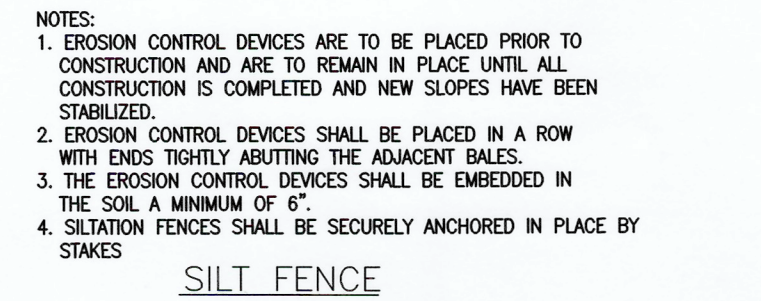 NOTES:
1. EROSION CONTROL DEVICES ARE TO BE PLACED PRIOR TO
CONSTRUCTION AND ARE TO REMAIN IN PLACE UNTIL ALL
CONSTRUCTION IS COMPLETED AND NEW SLOPES HAVE BEEN
STABILIZED.
2. EROSION CONTROL DEVICES SHALL BE PLACED IN A ROW
WITH ENDS TIGHTLY ABUTTING THE ADJACENT BALES.
3. THE EROSION CONTROL DEVICES SHALL BE EMBEDDED IN
THE SOIL A MINIMUM OF 6".
4. SILTATION FENCES SHALL BE SECURELY ANCHORED IN PLACE BY
STAKES
SILT FENCE